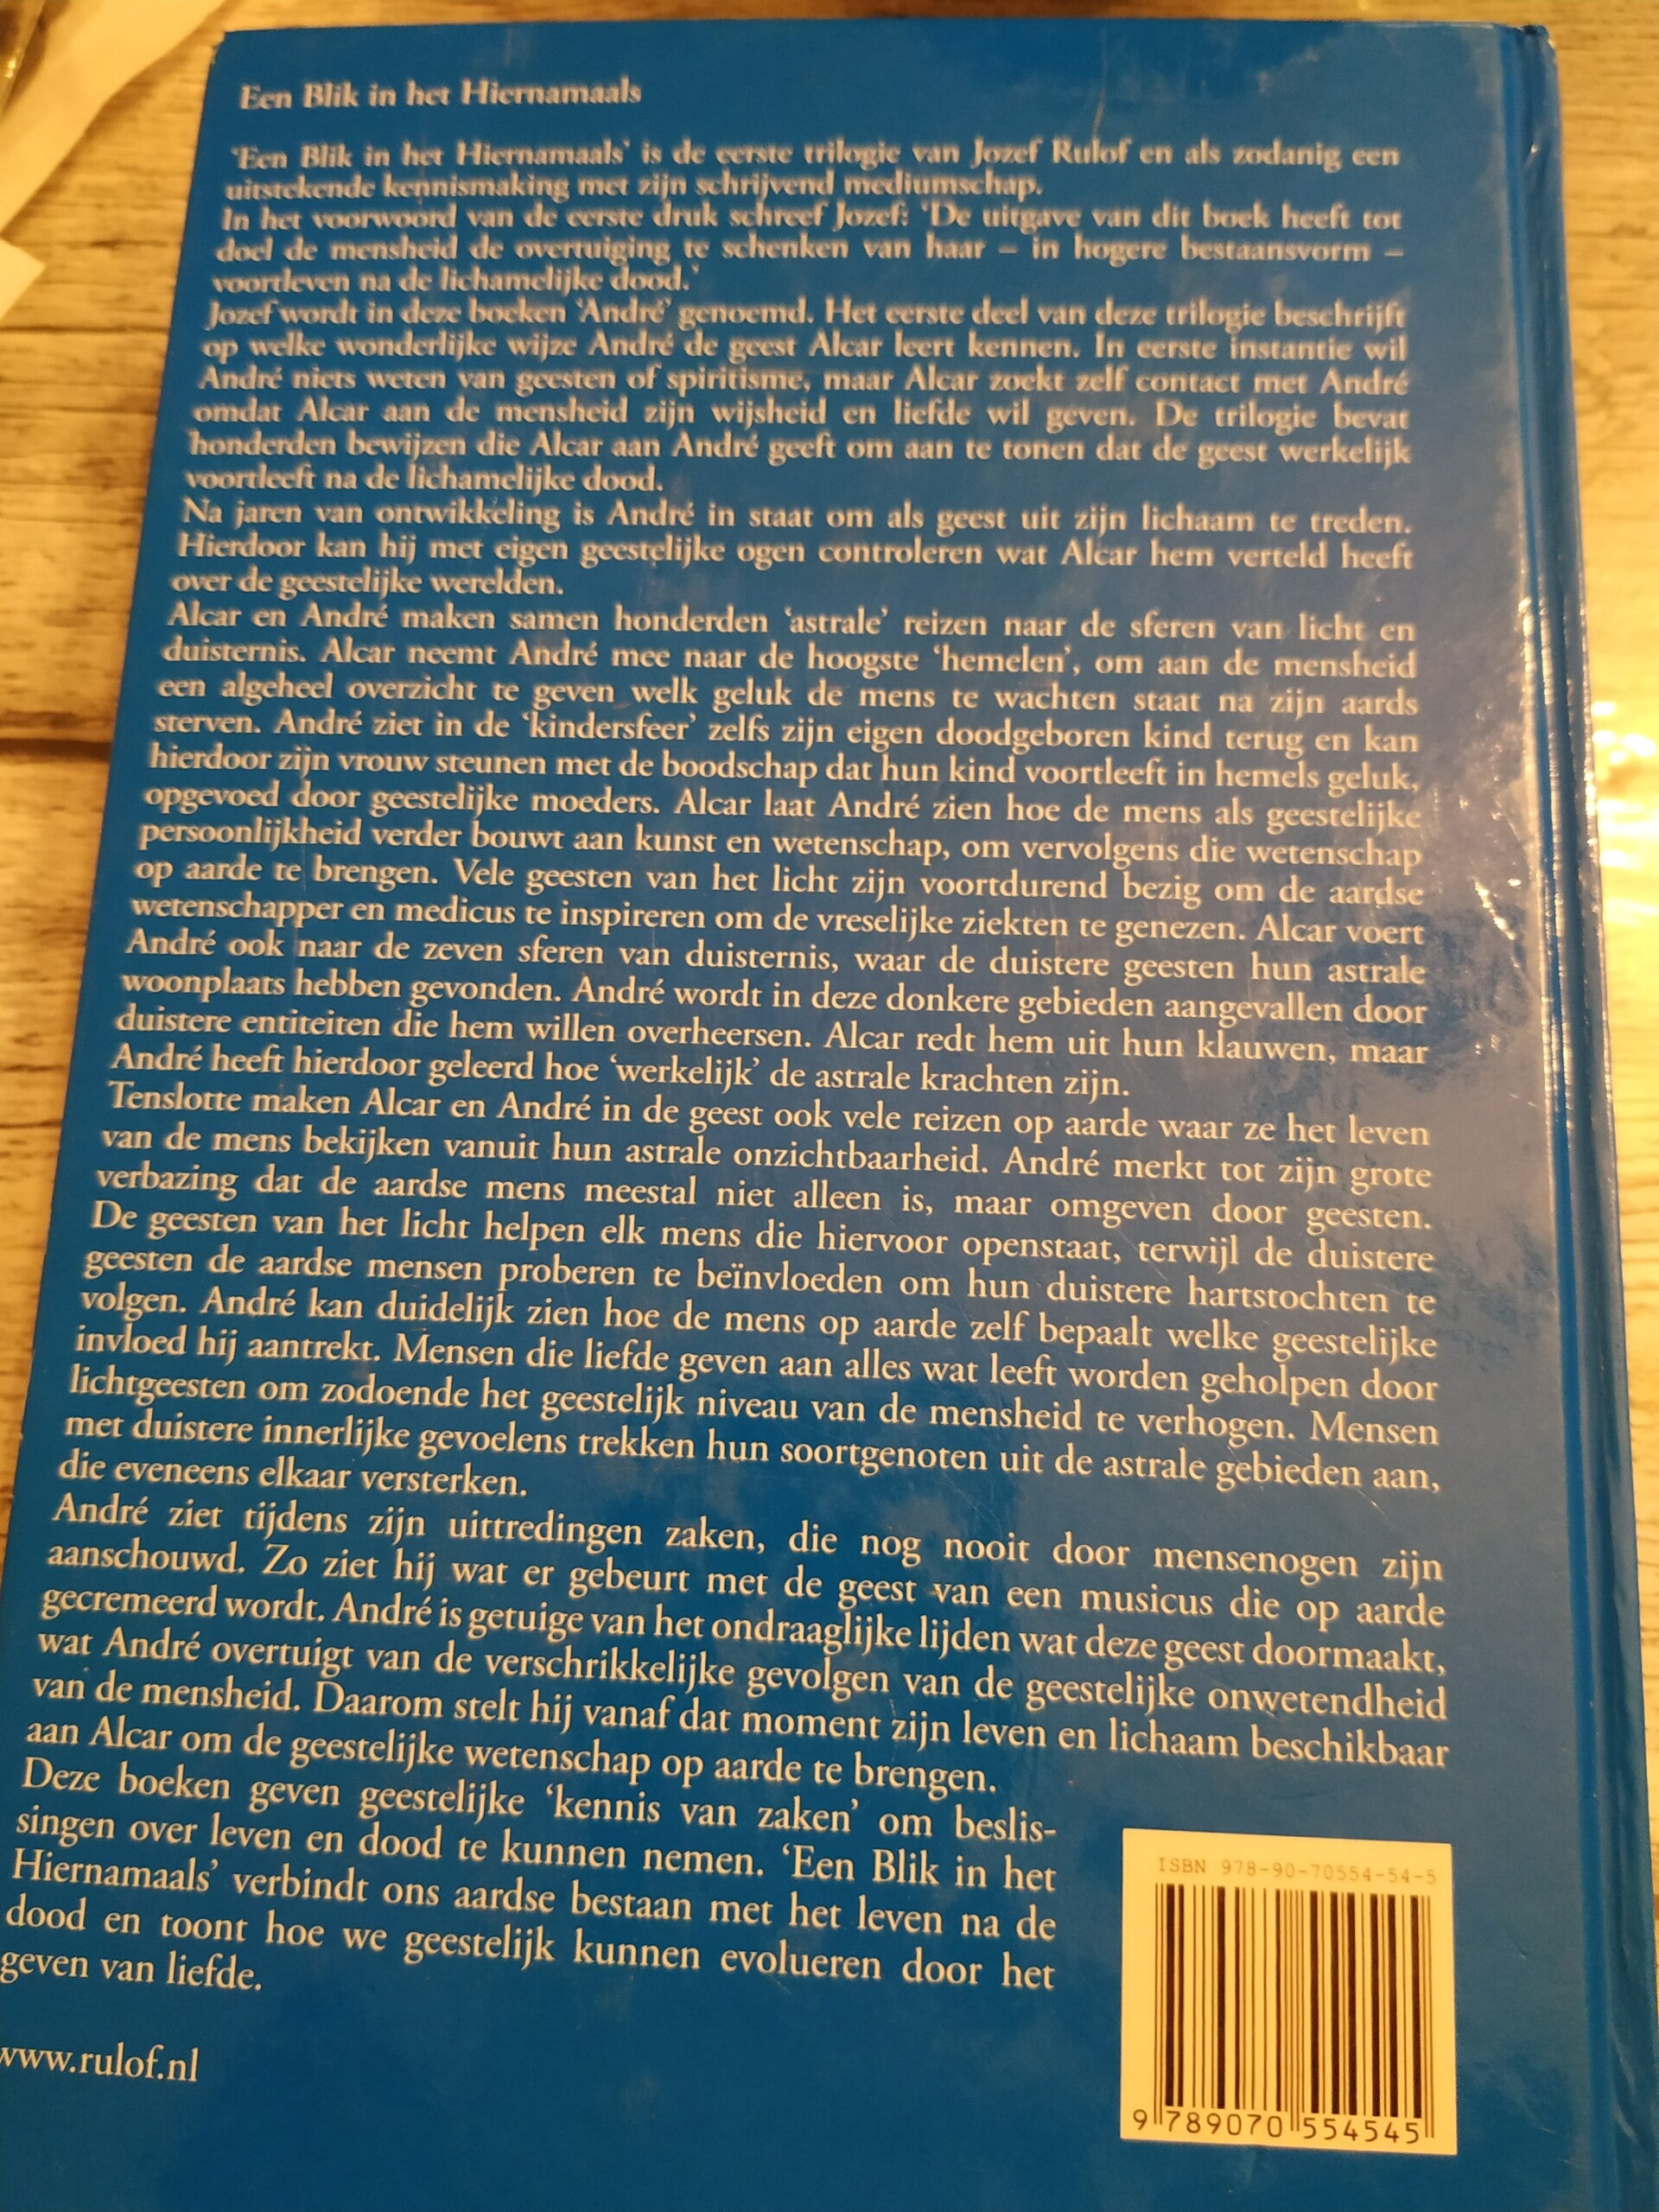 Een Blik in het Hiernamaals
‘Een Blik in het Hiernamaals’ is de eerste trilogie van Jozef Rulof en als zodanig een
uitstekende kennismaking met zijn schrijvend mediumschap.
In het voorwoord van de eerste druk schreef Jozef: ‘De uitgave van dit boek heeft tot
doel de mensheid de overtuiging te schenken van haar – in hogere bestaansvorm –
voortleven na de lichamelijke dood.’
Jozef wordt in deze boeken ‘André’ genoemd. Het eerste deel van deze trilogie beschrijft
op welke wonderlijke wijze André de geest Alcar leert kennen. In eerste instantie wil
André niets weten van geesten of spiritisme, maar Alcar zoekt zelf contact met André
omdat Alcar aan de mensheid zijn wijsheid en liefde wil geven. De trilogie bevat
honderden bewijzen die Alcar aan André geeft om aan te tonen dat de geest werkelijk
voortleeft na de lichamelijke dood.
Na jaren van ontwikkeling is André in staat om als geest uit zijn lichaam te treden.
Hierdoor kan hij met eigen geestelijke ogen controleren wat Alcar hem verteld heeft
over de geestelijke werelden.
Alcar en André maken samen honderden ‘astrale’ reizen naar de sferen van licht en
duisternis. Alcar neemt André mee naar de hoogste ‘hemelen’, om aan de mensheid
een algeheel overzicht te geven welk geluk de mens te wachten staat na zijn aards
sterven. André ziet in de ‘kindersfeer’ zelfs zijn eigen doodgeboren kind terug en kan
hierdoor zijn vrouw steunen met de boodschap dat hun kind voortleeft in hemels geluk,
opgevoed door geestelijke moeders. Alcar laat André zien hoe de mens als geestelijke
persoonlijkheid verder bouwt aan kunst en wetenschap, om vervolgens die wetenschap
op aarde te brengen. Vele geesten van het licht zijn voortdurend bezig om de aardse
wetenschapper en medicus te inspireren om de vreselijke ziekten te genezen. Alcar voert
André ook naar de zeven sferen van duisternis, waar de duistere geesten hun astrale
woonplaats hebben gevonden. André wordt in deze donkere gebieden aangevallen door
duistere entiteiten die hem willen overheersen. Alcar redt hem uit hun klauwen, maar
André heeft hierdoor geleerd hoe ‘werkelijk’ de astrale krachten zijn.
Tenslotte maken Alcar en André in de geest ook vele reizen op aarde waar ze het leven
van de mens bekijken vanuit hun astrale onzichtbaarheid. André merkt tot zijn grote
verbazing dat de aardse mens meestal niet alleen is, maar omgeven door geesten.
De geesten van het licht helpen elk mens die hiervoor openstaat, terwijl de duistere
geesten de aardse mensen proberen te beïnvloeden om hun duistere hartstochten te
volgen. André kan duidelijk zien hoe de mens op aarde zelf bepaalt welke geestelijke
invloed hij aantrekt. Mensen die liefde geven aan alles wat leeft worden geholpen door
lichtgeesten om zodoende het geestelijk niveau van de mensheid te verhogen. Mensen
met duistere innerlijke gevoelens trekken hun soortgenoten uit de astrale gebieden aan,
die eveneens elkaar versterken.
André ziet tijdens zijn uittredingen zaken, die nog nooit door mensenogen zijn
aanschouwd. Zo ziet hij wat er gebeurt met de geest van een musicus die op aarde
gecremeerd wordt. André is getuige van het ondraaglijke lijden wat deze geest doormaakt,
wat André overtuigt van de verschrikkelijke gevolgen van de geestelijke onwetendheid
van de mensheid. Daarom stelt hij vanaf dat moment zijn leven en lichaam beschikbaar
aan Alcar om de geestelijke wetenschap op aarde te brengen.
Deze boeken geven geestelijke ‘kennis van zaken’ om beslis-
singen over leven en dood te kunnen nemen. ‘Een Blik in het
Hiernamaals’ verbindt ons aardse bestaan met het leven na de
dood en toont hoe we geestelijk kunnen evolueren door het
geven van liefde.
www.rulof.nl
ISBN 978-90-70554-54-5
9 789070 554545